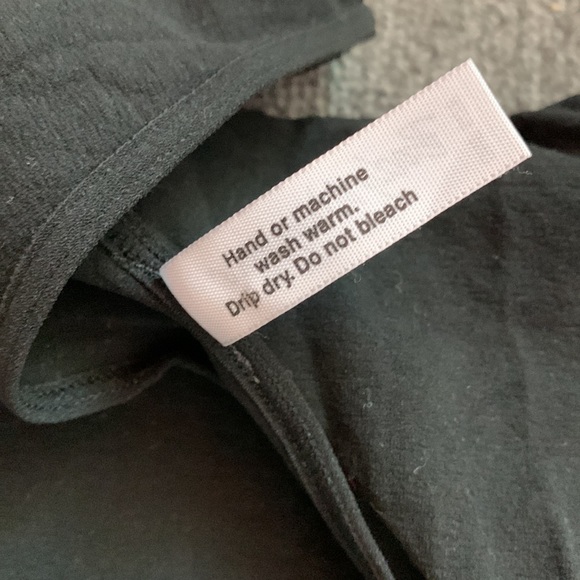 Hand or machine
wash warm.
Drip dry. Do not bleach